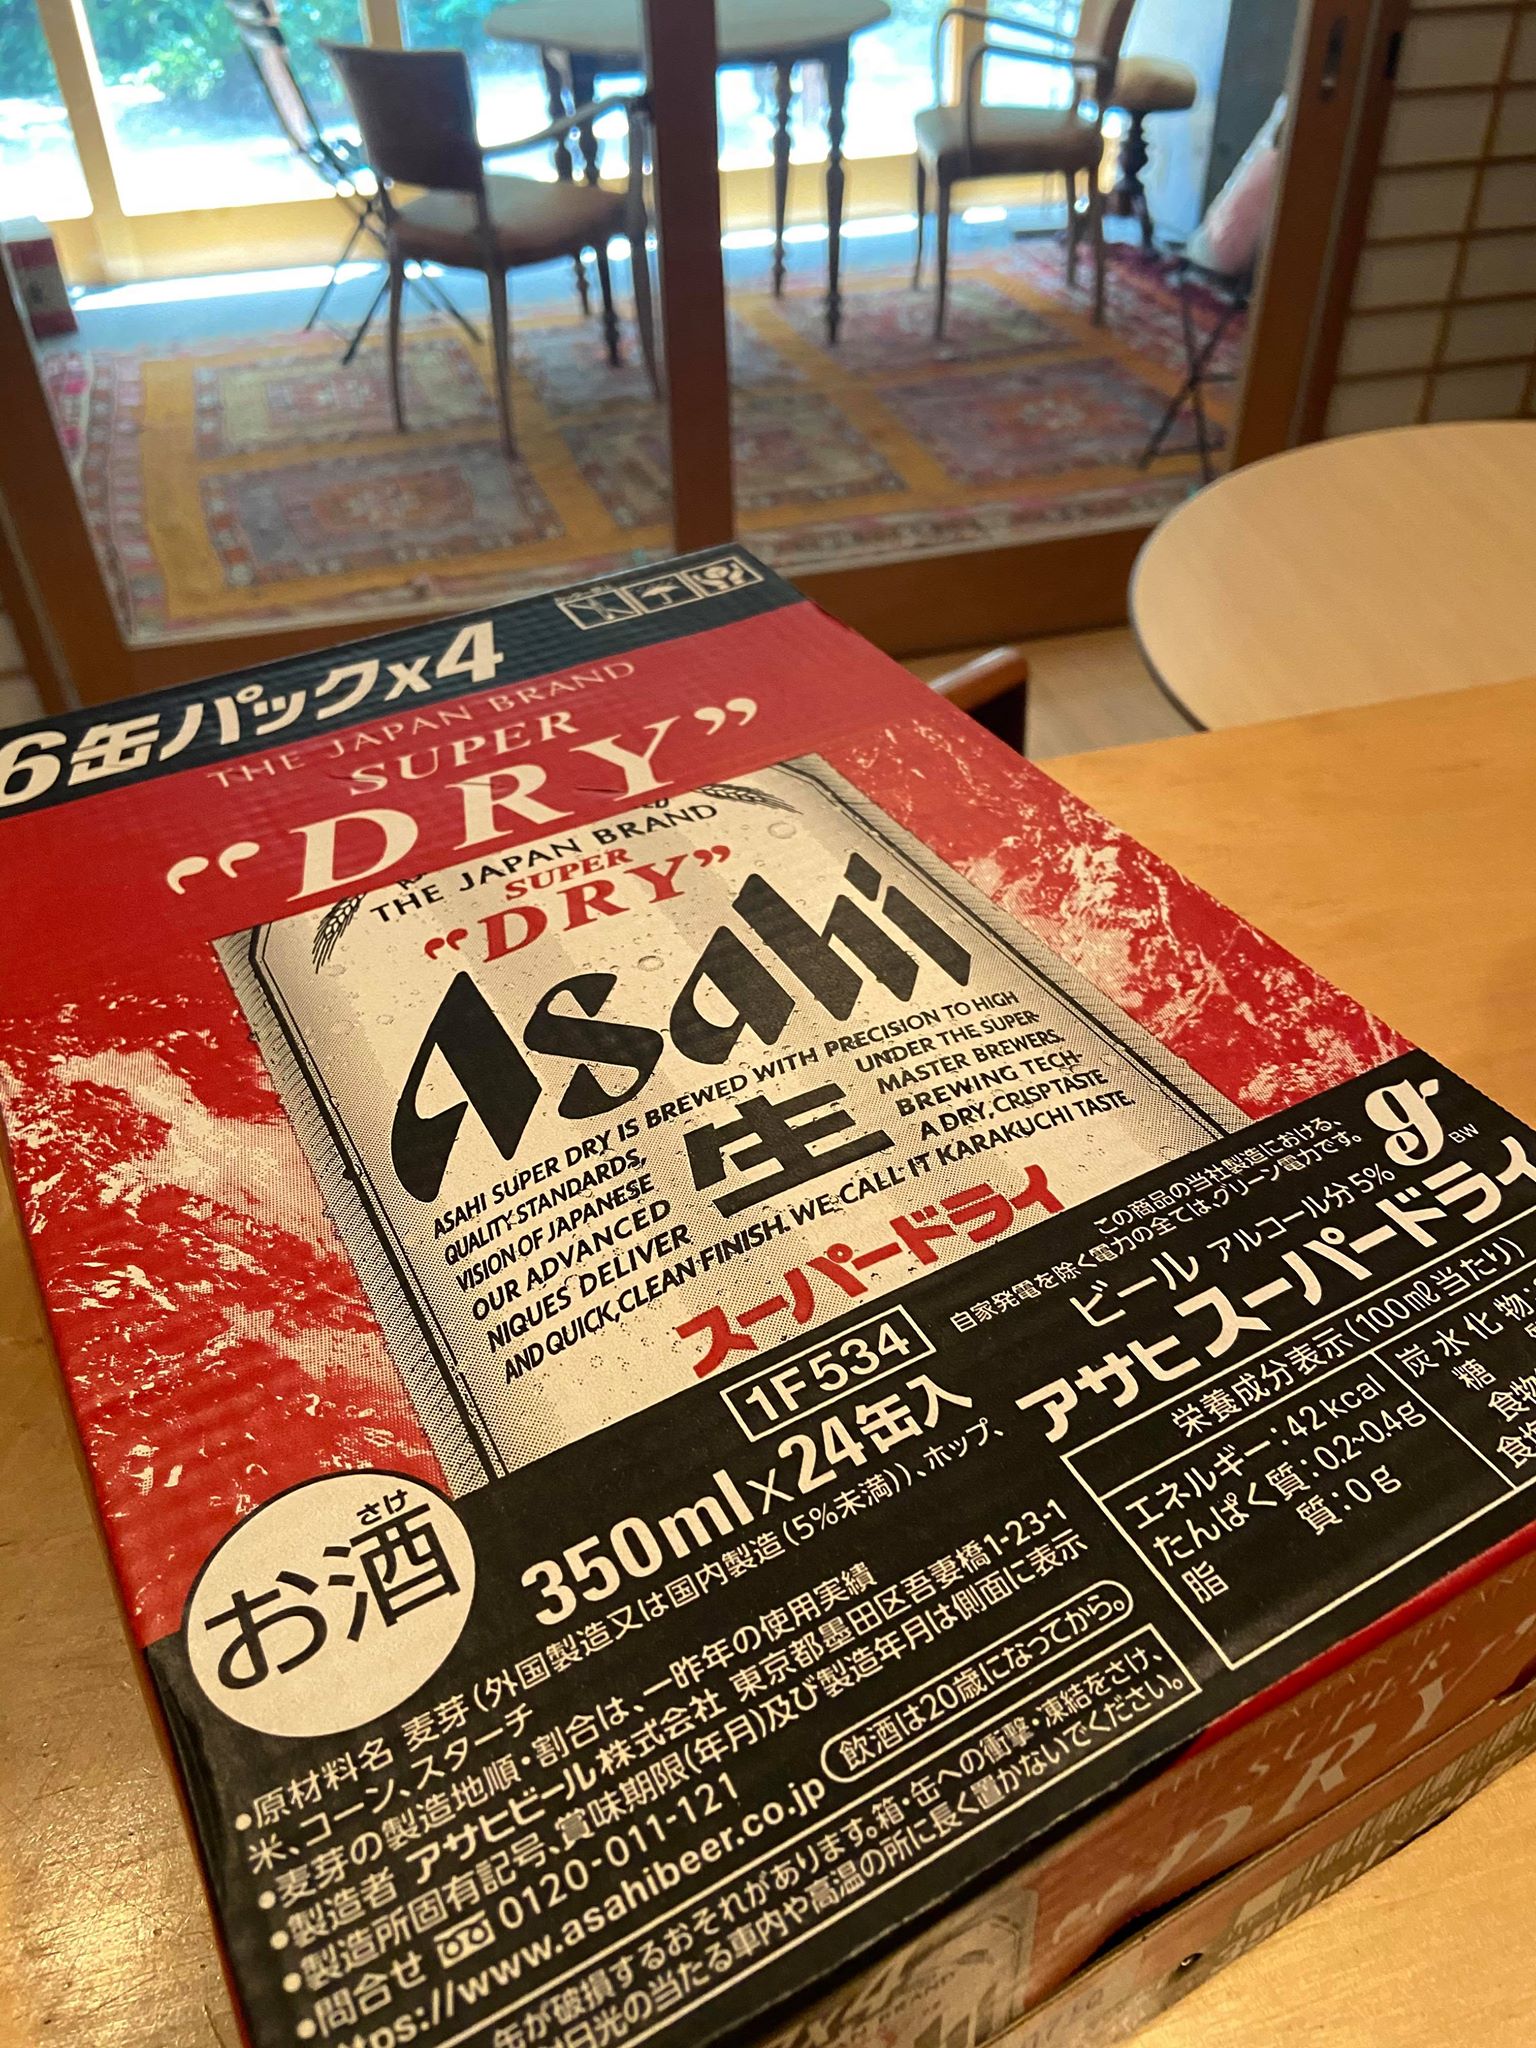 6缶パックx4
THE JAPAN BRAND
SUPER
“DRY”
THE JAPAN BRAND
SUPER
“DRY”
Asahi
ASAHI SUPER DRY IS BREWED WITH PRECISION TO HIGH
QUALITY STANDARDS, UNDER THE SUPER-
VISION OF JAPANESE MASTER BREWERS.
OUR ADVANCED BREWING TECH-
NIQUES DELIVER A DRY, CRISP TASTE
AND QUICK, CLEAN FINISH. WE CALL IT KARAKUCHI TASTE.
生
スーパードライ
この商品の当社製造における、
自家発電を除く電力の全ては、グリーン電力です。
g
BW
1F534
350ml×24缶入
ビール アルコール分5%
アサヒスーパードライ
栄養成分表示(100ml当たり)
エネルギー:42kcal
たんぱく質:0.2~0.4g
脂 質:0g
炭水化物:
糖
食物
食塩
さけ
お酒
•原材料名 麦芽(外国製造又は国内製造(5%未満))、ホップ、
米、コーン、スターチ
•麦芽の製造地順・割合は、一昨年の使用実績
•製造者 アサヒビール株式会社 東京都墨田区吾妻橋1-23-1
•製造所固有記号、賞味期限(年月)及び製造年月は側面に表示
•問合せ 0120-011-121
ttps://www.asahibeer.co.jp
飲酒は20歳になってから。
缶が破損するおそれがあります。箱・缶への衝撃・凍結をさけ、
日光の当たる車内や高温の所に長く置かないでください。
SUPER
“DRY”